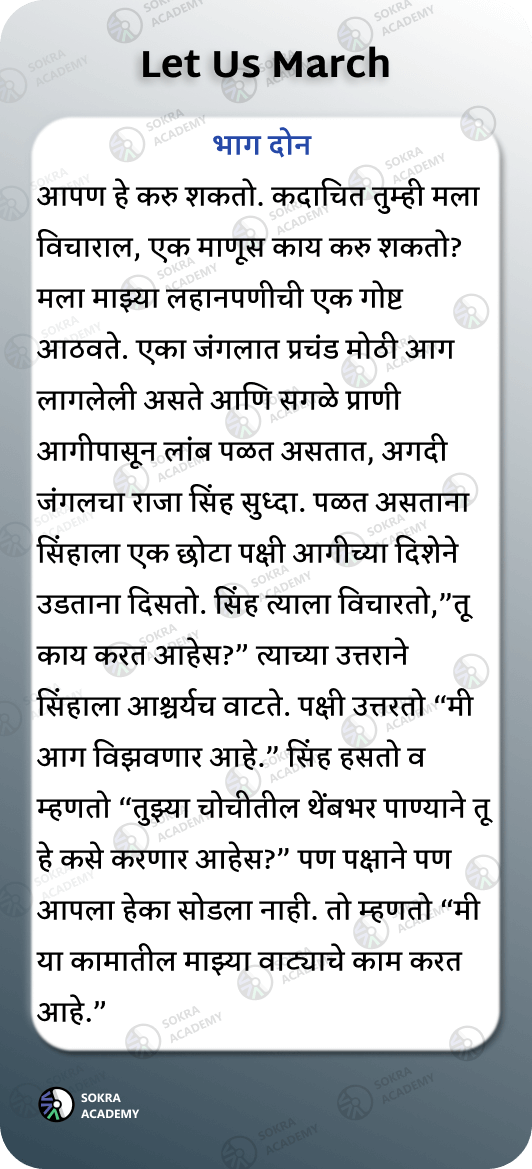 Let Us March
भाग दोन
आपण हे करु शकतो. कदाचित तुम्ही मला
विचाराल, एक माणूस काय करु शकतो?
मला माझ्या लहानपणीची एक गोष्ट
आठवते. एका जंगलात प्रचंड मोठी आग
लागलेली असते आणि सगळे प्राणी
आगीपासून लांब पळत असतात, अगदी
जंगलचा राजा सिंह सुध्दा. पळत असताना
सिंहाला एक छोटा पक्षी आगीच्या दिशेने
उडताना दिसतो. सिंह त्याला विचारतो,”तू
काय करत आहेस?” त्याच्या उत्तराने
सिंहाला आश्चर्यच वाटते. पक्षी उत्तरतो “मी
आग विझवणार आहे.” सिंह हसतो व
म्हणतो “तुझ्या चोचीतील थेंबभर पाण्याने तू
हे कसे करणार आहेस?” पण पक्षाने पण
आपला हेका सोडला नाही. तो म्हणतो “मी
या कामातील माझ्या वाट्याचे काम करत
आहे.”
SOKRA
ACADEMY